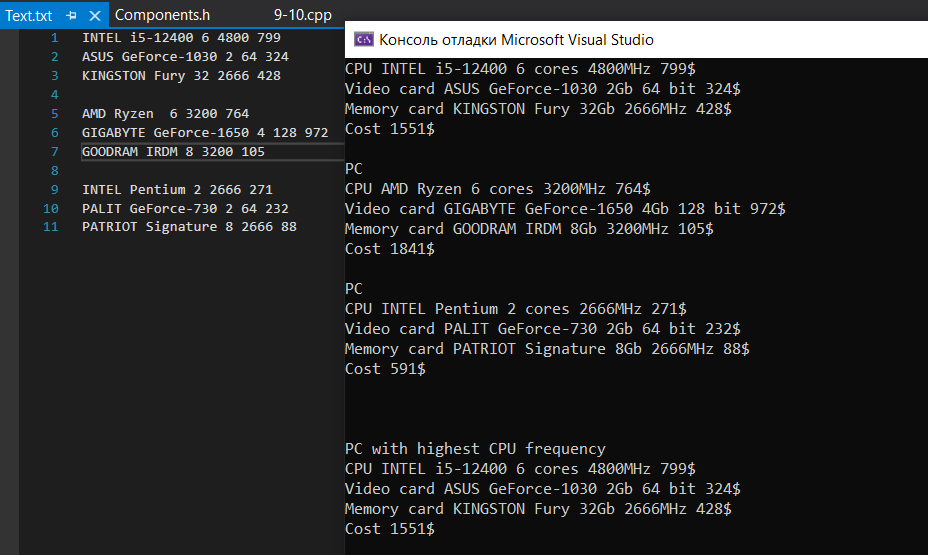 Text.txt
Components.h
9-10.cpp
1 INTEL i5-12400 6 4800 799
2 ASUS GeForce-1030 2 64 324
3 KINGSTON Fury 32 2666 428
4
5 AMD Ryzen  6 3200 764
6 GIGABYTE GeForce-1650 4 128 972
7 GOODRAM IRDM 8 3200 105
8
9 INTEL Pentium 2 2666 271
10 PALIT GeForce-730 2 64 232
11 PATRIOT Signature 8 2666 88
Консоль отладки Microsoft Visual Studio
CPU INTEL i5-12400 6 cores 4800MHz 799$
Video card ASUS GeForce-1030 2Gb 64 bit 324$
Memory card KINGSTON Fury 32Gb 2666MHz 428$
Cost 1551$
PC
CPU AMD Ryzen 6 cores 3200MHz 764$
Video card GIGABYTE GeForce-1650 4Gb 128 bit 972$
Memory card GOODRAM IRDM 8Gb 3200MHz 105$
Cost 1841$
PC
CPU INTEL Pentium 2 cores 2666MHz 271$
Video card PALIT GeForce-730 2Gb 64 bit 232$
Memory card PATRIOT Signature 8Gb 2666MHz 88$
Cost 591$
PC with highest CPU frequency
CPU INTEL i5-12400 6 cores 4800MHz 799$
Video card ASUS GeForce-1030 2Gb 64 bit 324$
Memory card KINGSTON Fury 32Gb 2666MHz 428$
Cost 1551$